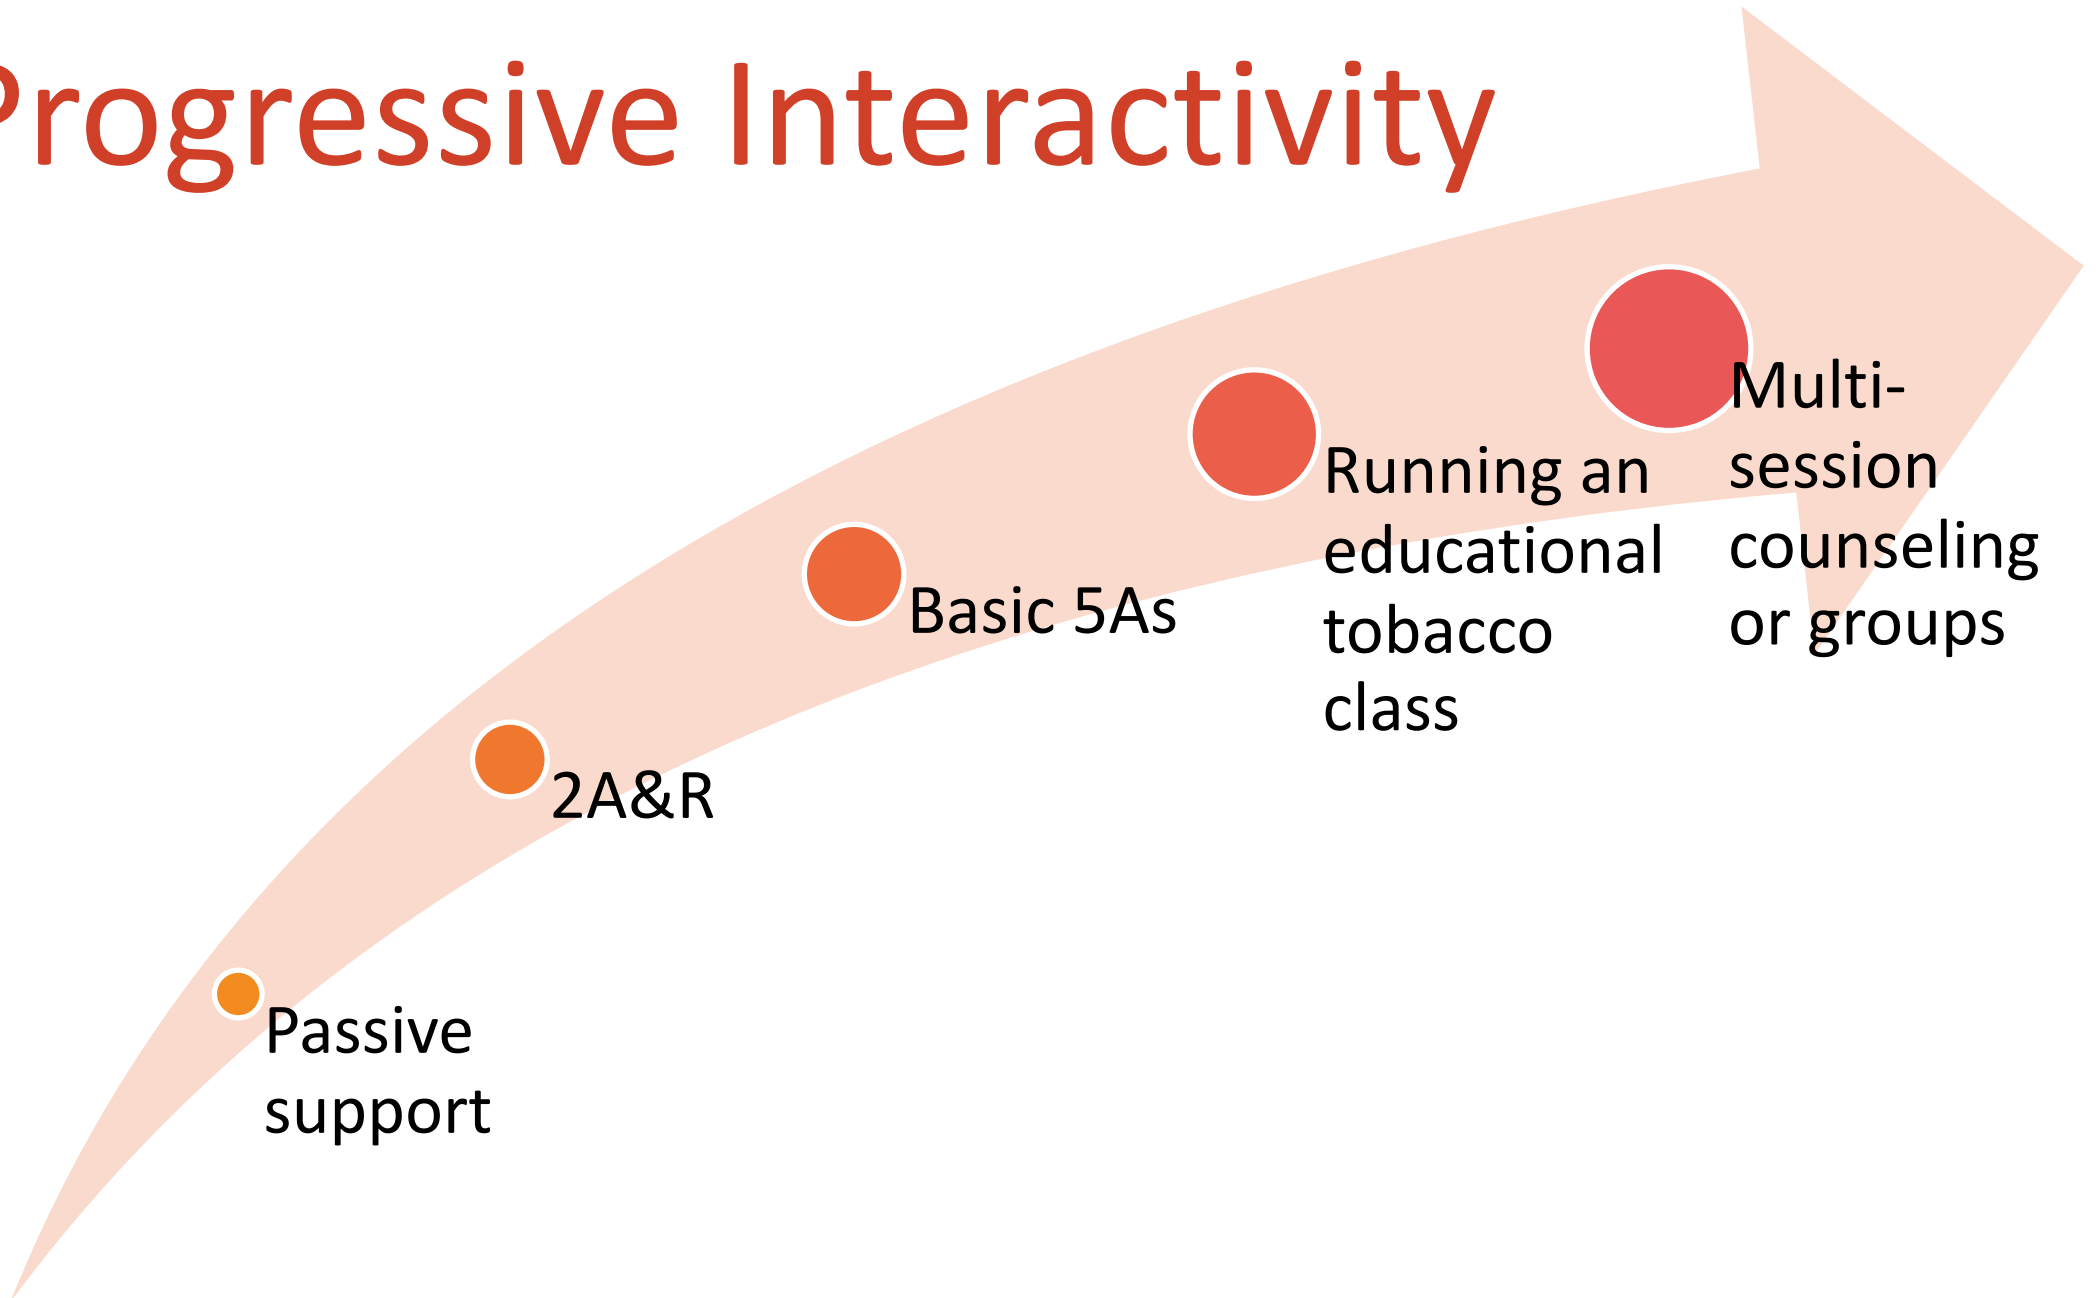 Progressive Interactivity
Multi-
session
counseling
or groups
Running an
educational
tobacco
class
Basic 5As
2A&R
Passive
support